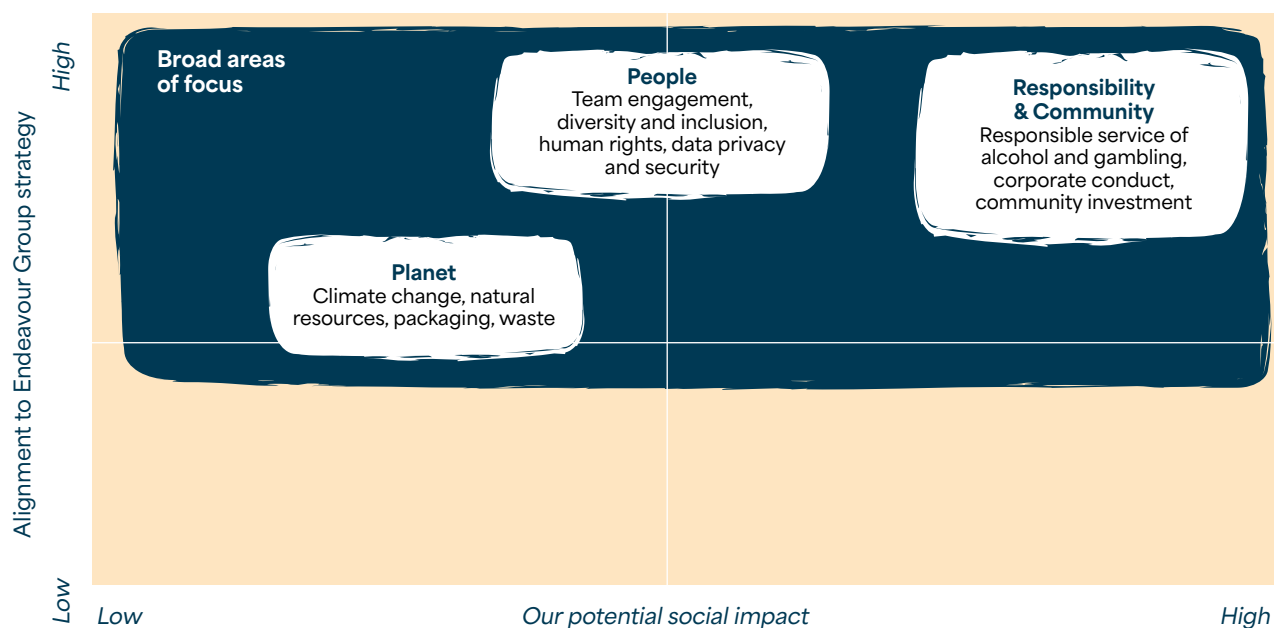 High
Alignment to Endeavour Group strategy
Low
Broad areas
of focus
People
Team engagement,
diversity and inclusion,
human rights, data privacy
and security
Responsibility
& Community
Responsible service of
alcohol and gambling,
corporate conduct,
community investment
Planet
Climate change, natural
resources, packaging, waste
Low
Our potential social impact
High